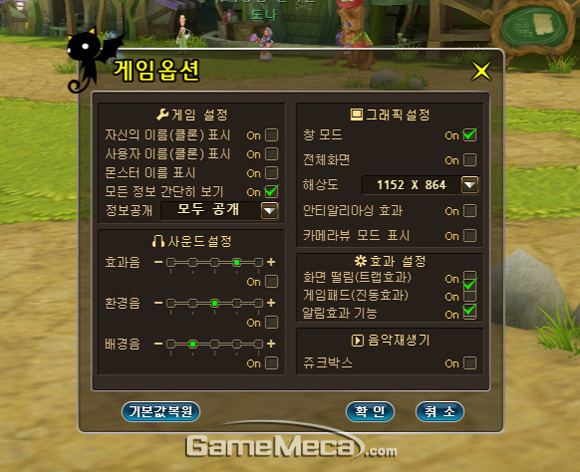 도나
게임옵션
게임 설정
자신의 이름(클론) 표시 On
사용자 이름(클론) 표시 On
몬스터 이름 표시 On
모든 정보 간단히 보기 On
정보공개 모두 공개
사운드설정
효과음 - +
On
환경음 - +
On
배경음 - +
On
그래픽설정
창 모드 On
전체화면 On
해상도 1152 X 864
안티알리아싱 효과 On
카메라뷰 모드 표시 On
효과 설정
화면 떨림(트랩효과) On
게임패드(진동효과) On
알림효과 기능 On
음악재생기
쥬크박스 On
기본값복원 확 인 취 소
GameMeca.com